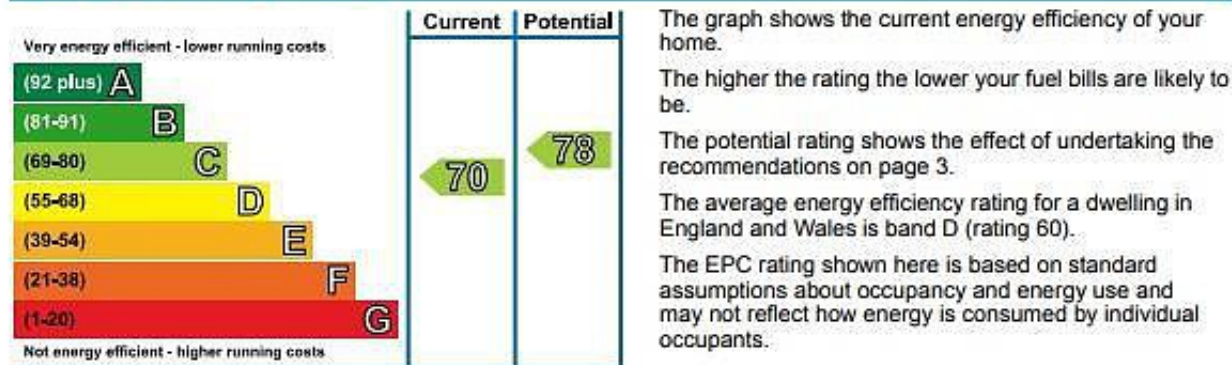 Current Potential
Very energy efficient - lower running costs
(92 plus) A
(81-91) B
(69-80) C
(55-68) D
(39-54) E
(21-38) F
(1-20) G
Not energy efficient - higher running costs
70
78
The graph shows the current energy efficiency of your
home.
The higher the rating the lower your fuel bills are likely to
be.
The potential rating shows the effect of undertaking the
recommendations on page 3.
The average energy efficiency rating for a dwelling in
England and Wales is band D (rating 60).
The EPC rating shown here is based on standard
assumptions about occupancy and energy use and
may not reflect how energy is consumed by individual
occupants.